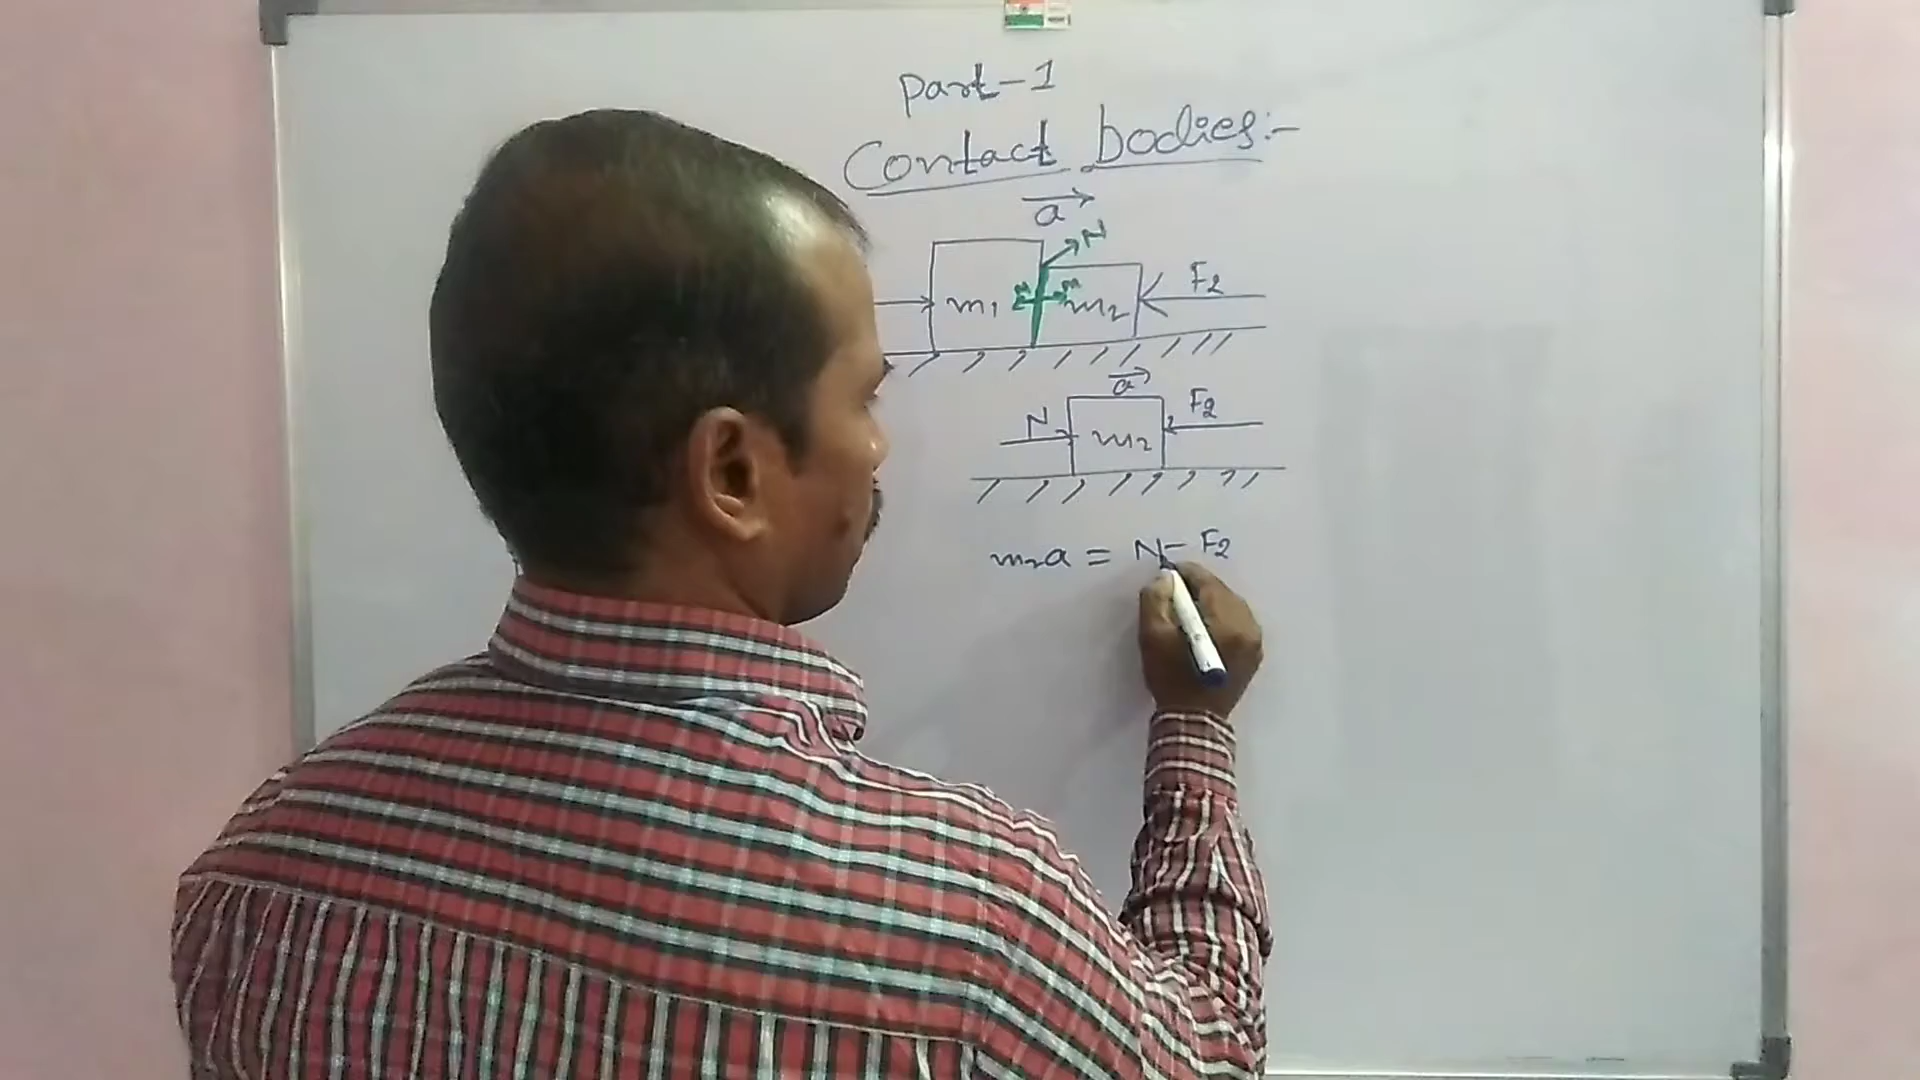 part-1
Contact bodies:-
a
N
m₁ N N m₂ F₂
a
N m₂ F₂
m₂a = N - F₂